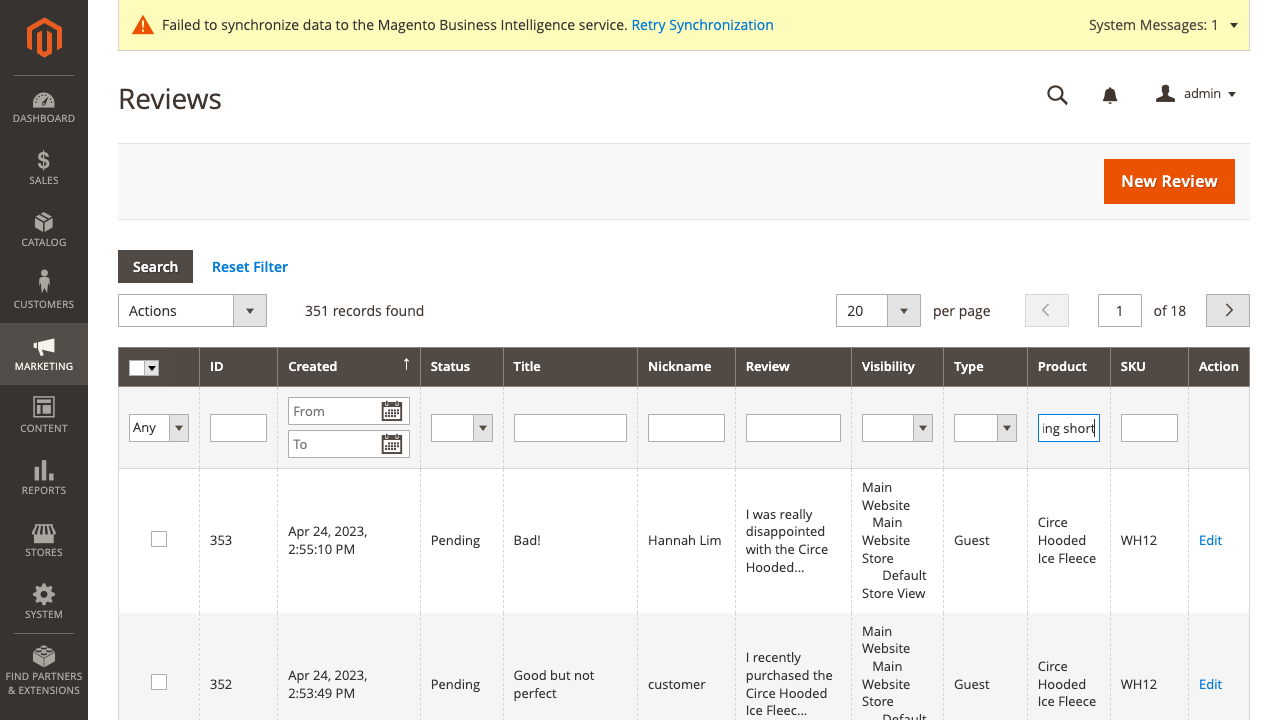 Failed to synchronize data to the Magento Business Intelligence service. Retry Synchronization
System Messages: 1
Reviews
admin
DASHBOARD
SALES
CATALOG
CUSTOMERS
MARKETING
CONTENT
REPORTS
STORES
SYSTEM
FIND PARTNERS
& EXTENSIONS
New Review
Search
Reset Filter
Actions
351 records found
20
per page
1
of 18
ID
Created
↑
Status
Title
Nickname
Review
Visibility
Type
Product
SKU
Action
Any
From
To
ing short
353
Apr 24, 2023,
2:55:10 PM
Pending
Bad!
Hannah Lim
I was really
disappointed
with the Circe
Hooded...
Main
Website
Main
Website
Store
Default
Store View
Guest
Circe
Hooded
Ice Fleece
WH12
Edit
352
Apr 24, 2023,
2:53:49 PM
Pending
Good but not
perfect
customer
I recently
purchased the
Circe Hooded
Ice Fleec...
Main
Website
Main
Website
Store
Default
Guest
Circe
Hooded
Ice Fleece
WH12
Edit